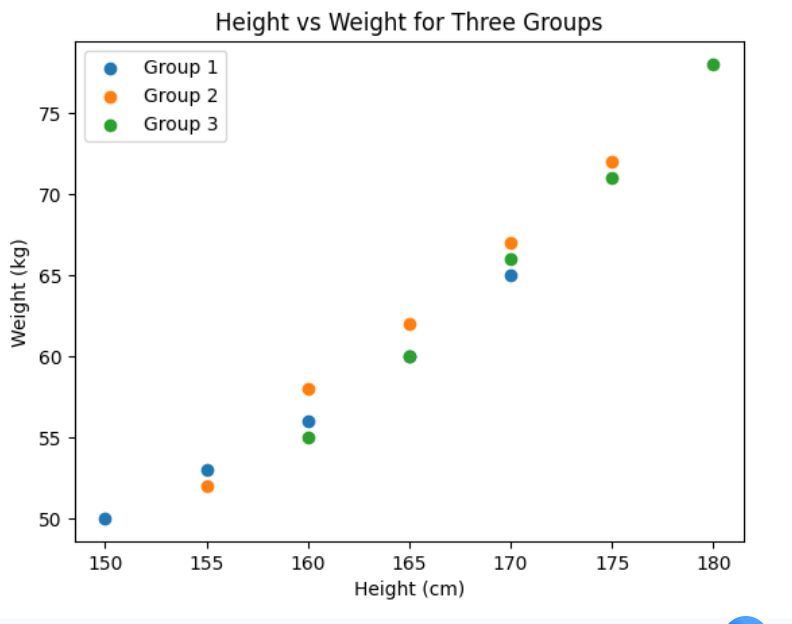 Height vs Weight for Three Groups
Group 1
Group 2
Group 3
75
70
65
60
55
50
Weight (kg)
150 155 160 165 170 175 180
Height (cm)